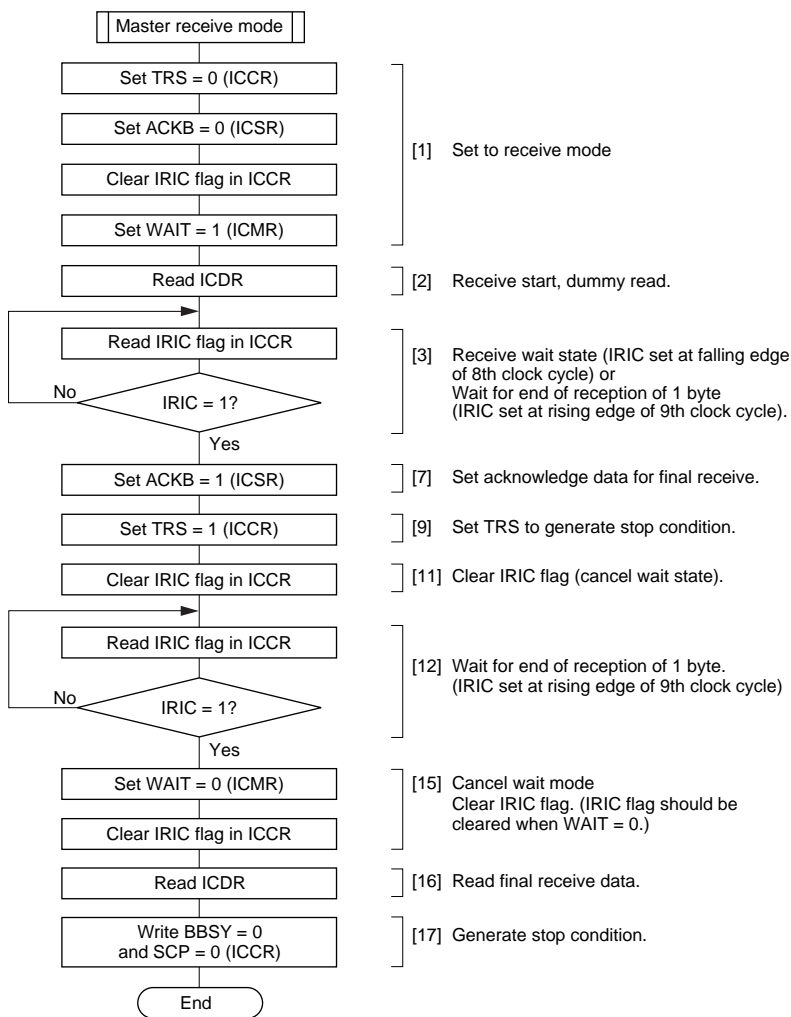 Master receive mode
Set TRS = 0 (ICCR)
Set ACKB = 0 (ICSR)
[1] Set to receive mode
Clear IRIC flag in ICCR
Set WAIT = 1 (ICMR)
Read ICDR
[2] Receive start, dummy read.
Read IRIC flag in ICCR
[3] Receive wait state (IRIC set at falling edge
of 8th clock cycle) or
Wait for end of reception of 1 byte
(IRIC set at rising edge of 9th clock cycle).
No
IRIC = 1?
Yes
Set ACKB = 1 (ICSR)
[7] Set acknowledge data for final receive.
Set TRS = 1 (ICCR)
[9] Set TRS to generate stop condition.
Clear IRIC flag in ICCR
[11] Clear IRIC flag (cancel wait state).
Read IRIC flag in ICCR
[12] Wait for end of reception of 1 byte.
(IRIC set at rising edge of 9th clock cycle)
No
IRIC = 1?
Yes
Set WAIT = 0 (ICMR)
[15] Cancel wait mode
Clear IRIC flag. (IRIC flag should be
cleared when WAIT = 0.)
Clear IRIC flag in ICCR
Read ICDR
[16] Read final receive data.
Write BBSY = 0
and SCP = 0 (ICCR)
[17] Generate stop condition.
End